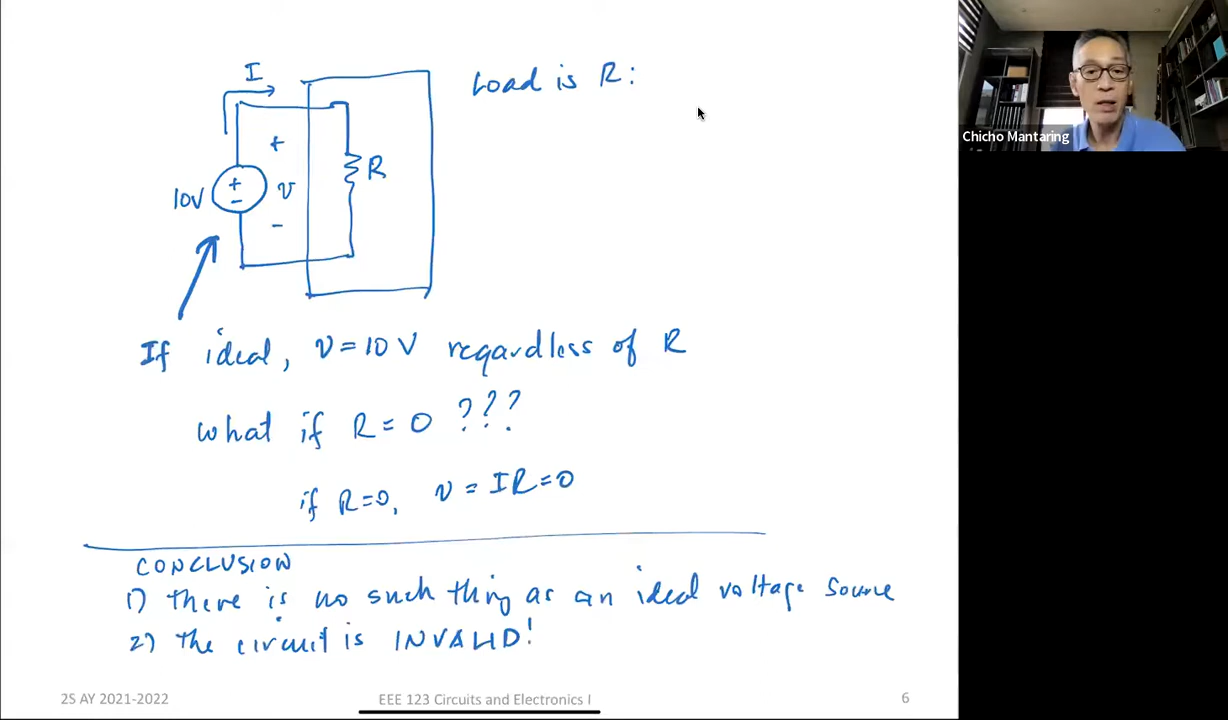 I
Load is R:
Chicho Mantaring
+
R
10V
+
-
v
-
If ideal, v = 10 V regardless of R
What if R = 0 ???
if R=0, v = IR = 0
CONCLUSION
1) there is no such thing as an ideal voltage source
2) the circuit is INVALID!
2S AY 2021-2022
EEE 123 Circuits and Electronics I
6